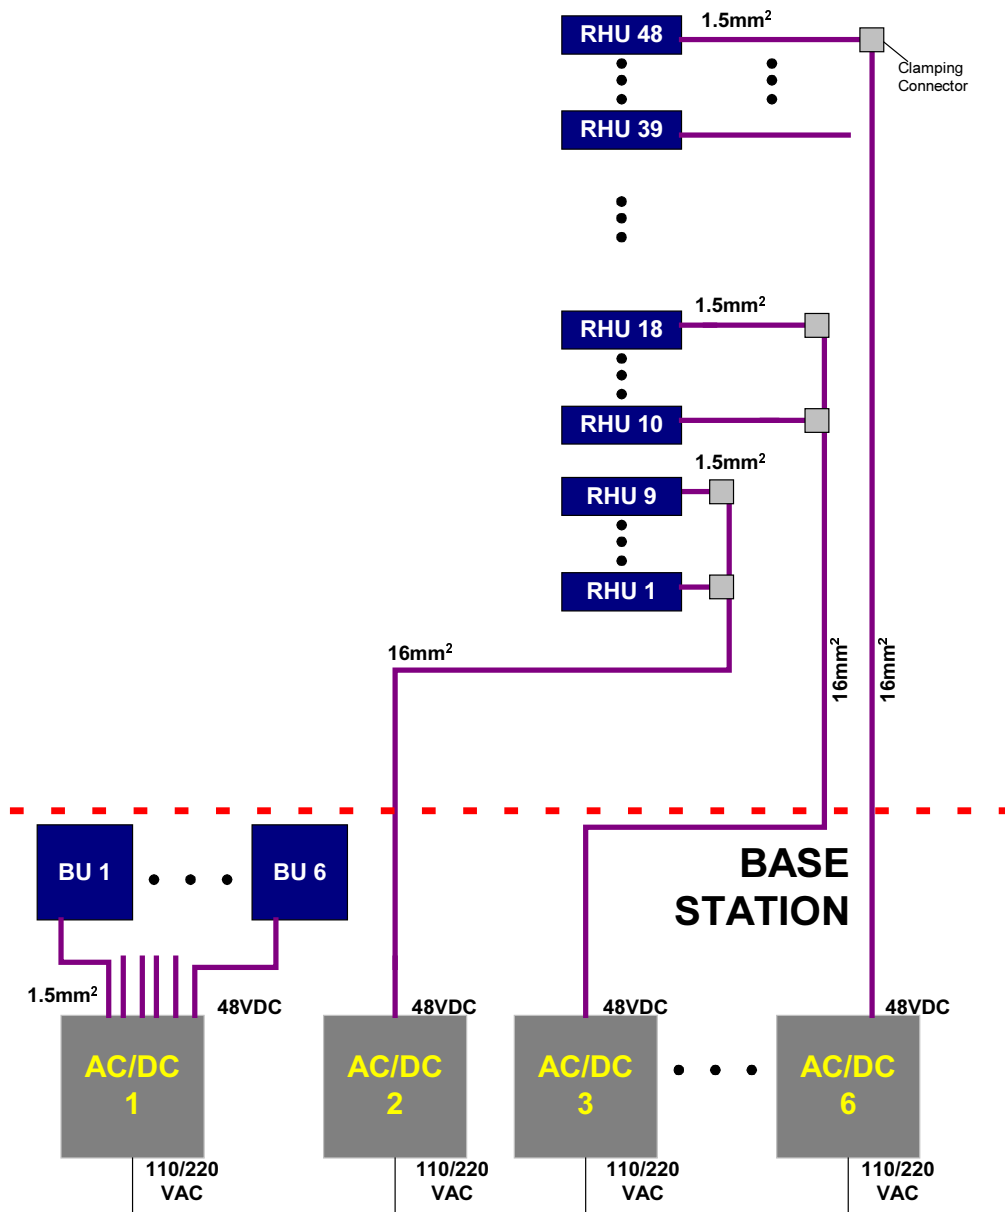 RHU 48
1.5mm²
Clamping
Connector
RHU 39
RHU 18
1.5mm²
RHU 10
1.5mm²
RHU 9
RHU 1
16mm²
16mm²
16mm²
BU 1
BU 6
BASE
STATION
1.5mm²
48VDC
48VDC
48VDC
48VDC
AC/DC
1
AC/DC
2
AC/DC
3
AC/DC
6
110/220
VAC
110/220
VAC
110/220
VAC
110/220
VAC